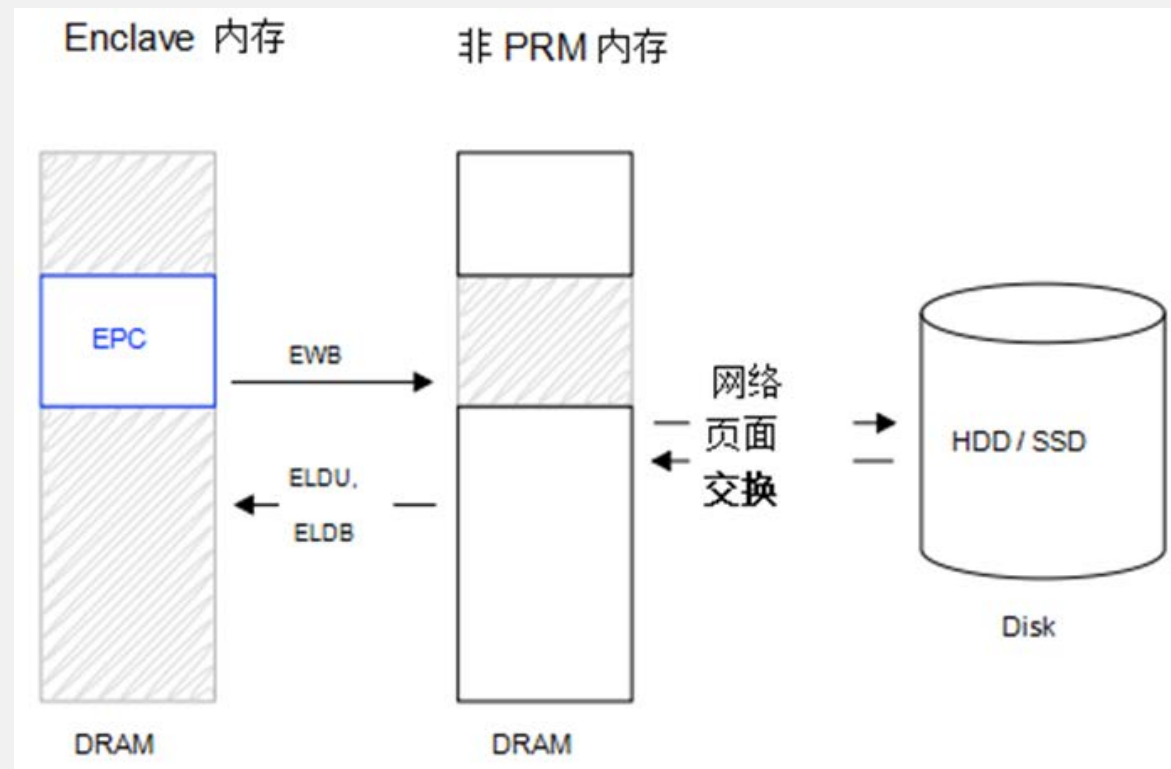 Enclave 内存
非 PRM 内存
EPC
EWB
ELDU,
ELDB
网络
页面
交换
HDD / SSD
Disk
DRAM
DRAM